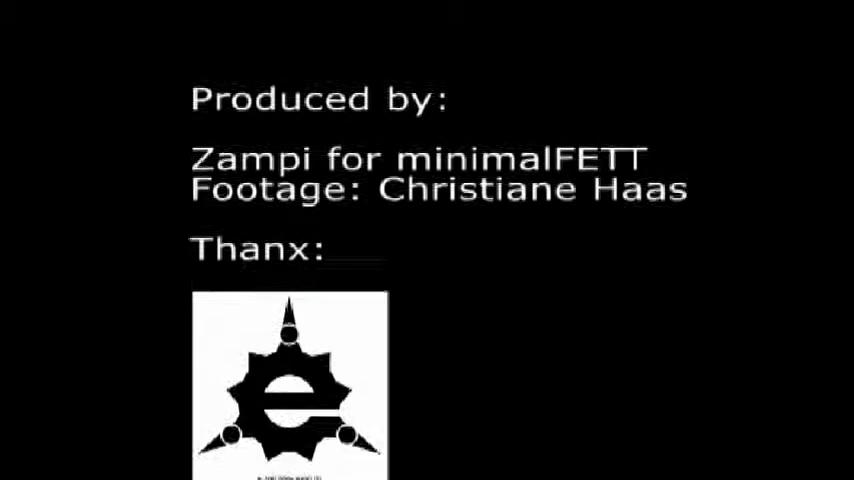 Produced by:
Zampi for minimalFETT
Footage: Christiane Haas
Thanx:
e